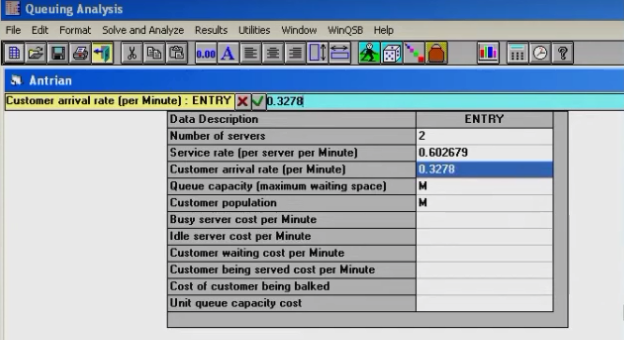 Queuing Analysis
File Edit Format Solve and Analyze Results Utilities Window WinQSB Help
0.00 A
Antrian
Customer arrival rate (per Minute) : ENTRY 0.3278
Data Description ENTRY
Number of servers 2
Service rate (per server per Minute) 0.602679
Customer arrival rate (per Minute) 0.3278
Queue capacity (maximum waiting space) M
Customer population M
Busy server cost per Minute
Idle server cost per Minute
Customer waiting cost per Minute
Customer being served cost per Minute
Cost of customer being balked
Unit queue capacity cost